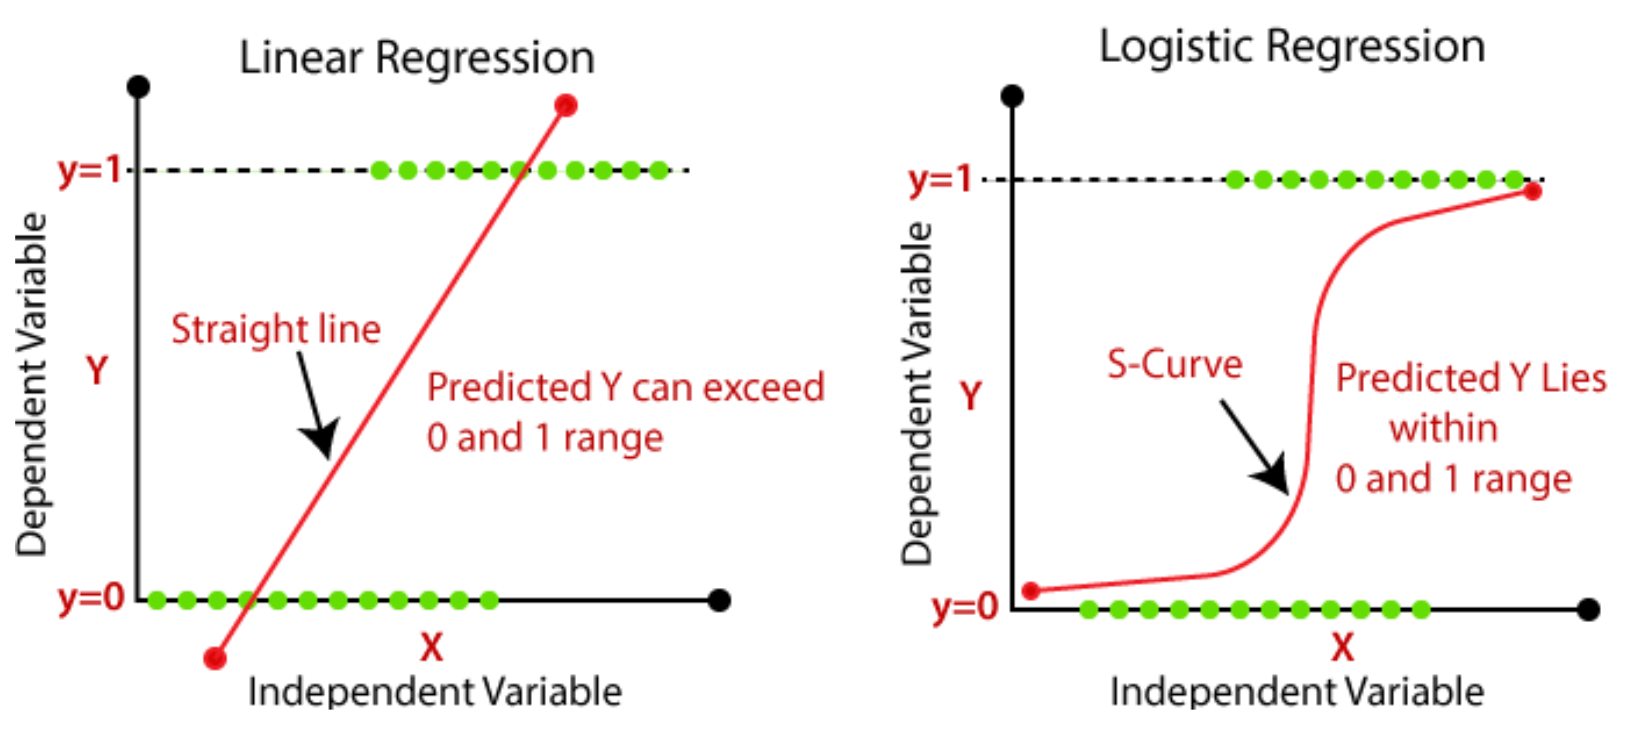 Linear Regression
y=1
Dependent Variable
Y
Straight line
Predicted Y can exceed
0 and 1 range
y=0
X
Independent Variable
Logistic Regression
y=1
Dependent Variable
Y
S-Curve
Predicted Y Lies
within
0 and 1 range
y=0
X
Independent Variable